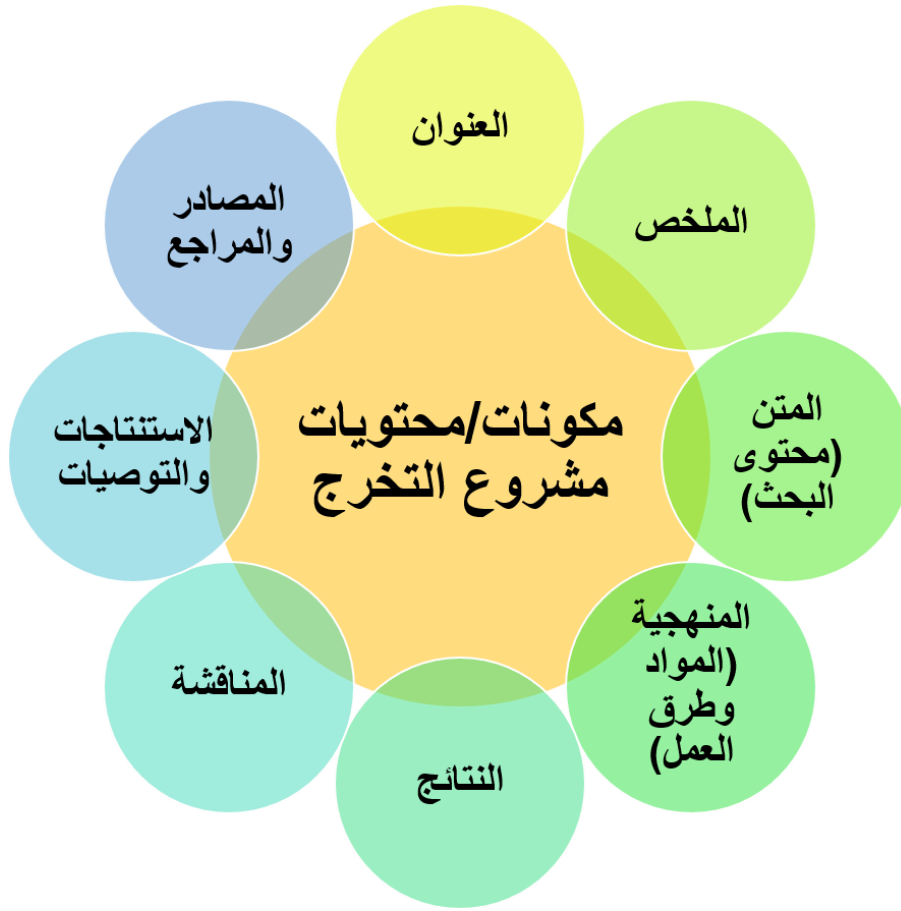 مكونات/محتويات
مشروع التخرج
العنوان
الملخص
المتن
(محتوى
البحث)
المنهجية
(المواد
وطرق
العمل)
النتائج
المناقشة
الاستنتاجات
والتوصيات
المصادر
والمراجع